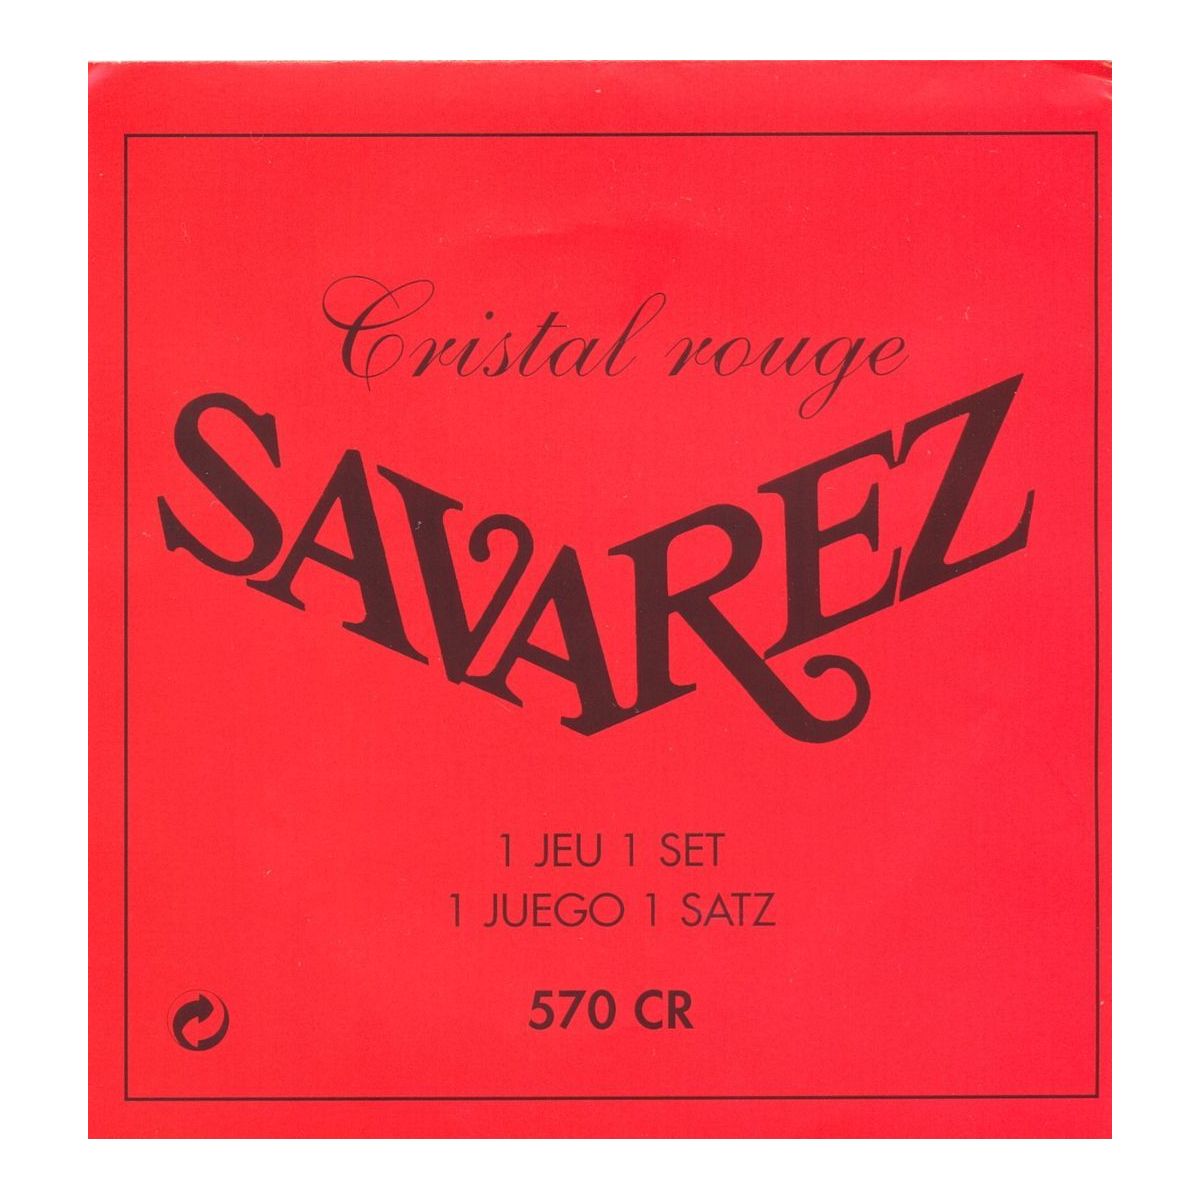 Cristal rouge
SAVAREZ
1 JEU 1 SET
1 JUEGO 1 SATZ
570 CR